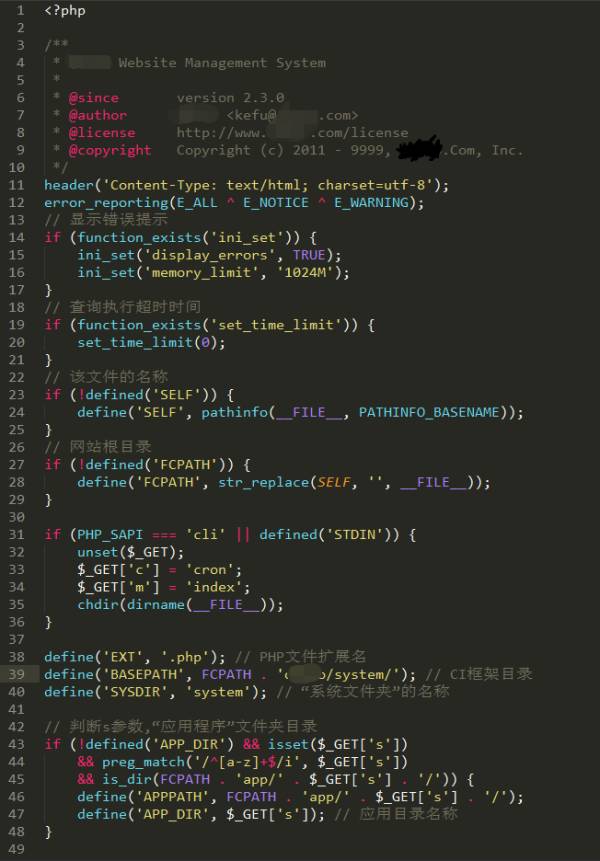 1 <?php
2
3 /**
4 * Website Management System
5 *
6 * @since version 2.3.0
7 * @author <kefu@ .com>
8 * @license http://www. .com/license
9 * @copyright Copyright (c) 2011 - 9999, .Com, Inc.
10 */
11 header('Content-Type: text/html; charset=utf-8');
12 error_reporting(E_ALL ^ E_NOTICE ^ E_WARNING);
13 // 显示错误提示
14 if (function_exists('ini_set')) {
15 ini_set('display_errors', TRUE);
16 ini_set('memory_limit', '1024M');
17 }
18 // 查询执行超时时间
19 if (function_exists('set_time_limit')) {
20 set_time_limit(0);
21 }
22 // 该文件的名称
23 if (!defined('SELF')) {
24 define('SELF', pathinfo(__FILE__, PATHINFO_BASENAME));
25 }
26 // 网站根目录
27 if (!defined('FCPATH')) {
28 define('FCPATH', str_replace(SELF, '', __FILE__));
29 }
30
31 if (PHP_SAPI === 'cli' || defined('STDIN')) {
32 unset($_GET);
33 $_GET['c'] = 'cron';
34 $_GET['m'] = 'index';
35 chdir(dirname(__FILE__));
36 }
37
38 define('EXT', '.php'); // PHP文件扩展名
39 define('BASEPATH', FCPATH . ' /system/'); // CI框架目录
40 define('SYSDIR', 'system'); // “系统文件夹”的名称
41
42 // 判断s参数,“应用程序”文件夹目录
43 if (!defined('APP_DIR') && isset($_GET['s'])
44 && preg_match('/^[a-z]+$/i', $_GET['s'])
45 && is_dir(FCPATH . 'app/' . $_GET['s'] . '/')) {
46 define('APPPATH', FCPATH . 'app/' . $_GET['s'] . '/');
47 define('APP_DIR', $_GET['s']); // 应用目录名称
48 }
49